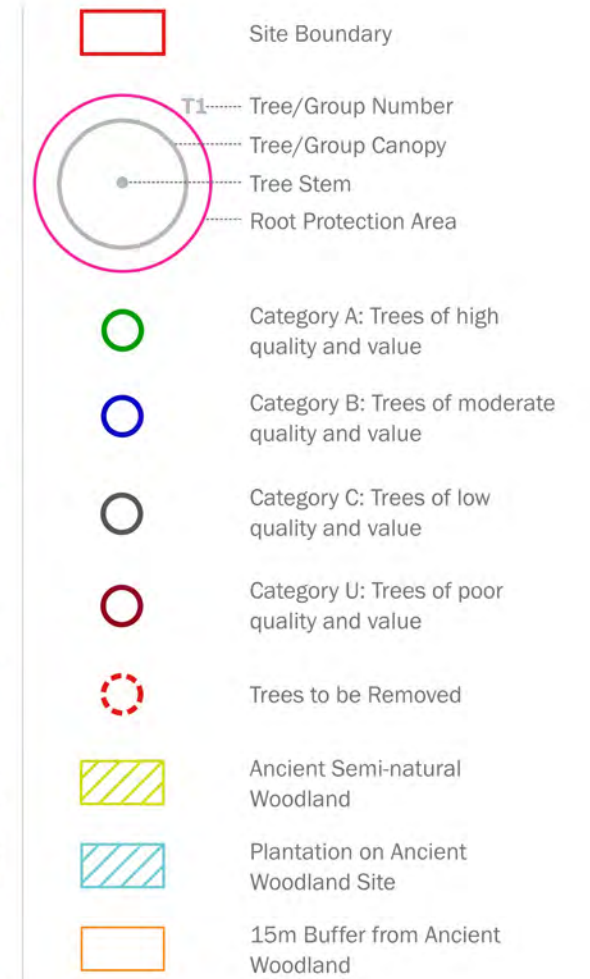 Site Boundary
T1
Tree/Group Number
Tree/Group Canopy
Tree Stem
Root Protection Area
Category A: Trees of high
quality and value
Category B: Trees of moderate
quality and value
Category C: Trees of low
quality and value
Category U: Trees of poor
quality and value
Trees to be Removed
Ancient Semi-natural
Woodland
Plantation on Ancient
Woodland Site
15m Buffer from Ancient
Woodland